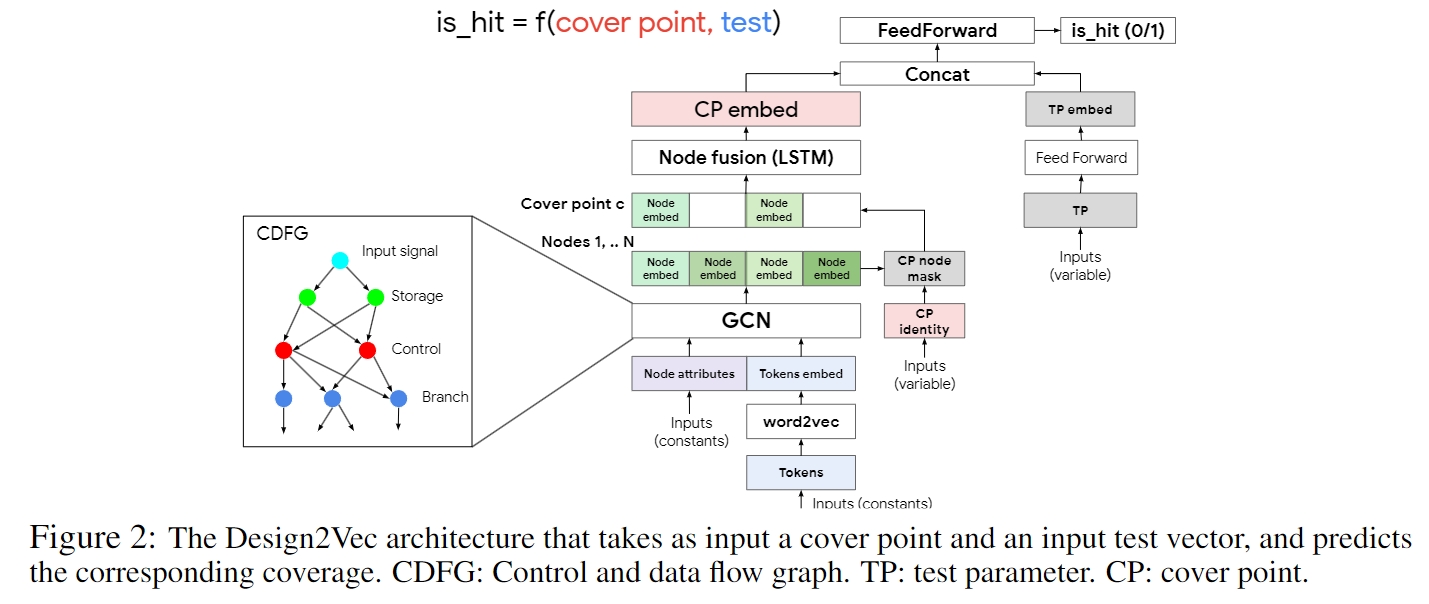 is_hit = f(cover point, test)
FeedForward
is_hit (0/1)
Concat
CP embed
TP embed
Node fusion (LSTM)
Feed Forward
Cover point c
Node
embed
Node
embed
TP
Nodes 1, .. N
Node
embed
Node
embed
Node
embed
Node
embed
CP node
mask
Inputs
(variable)
CDFG
Input signal
Storage
Control
Branch
GCN
CP
identity
Inputs
(variable)
Node attributes
Tokens embed
Inputs
(constants)
word2vec
Tokens
Inputs (constants)
Figure 2: The Design2Vec architecture that takes as input a cover point and an input test vector, and predicts
the corresponding coverage. CDFG: Control and data flow graph. TP: test parameter. CP: cover point.